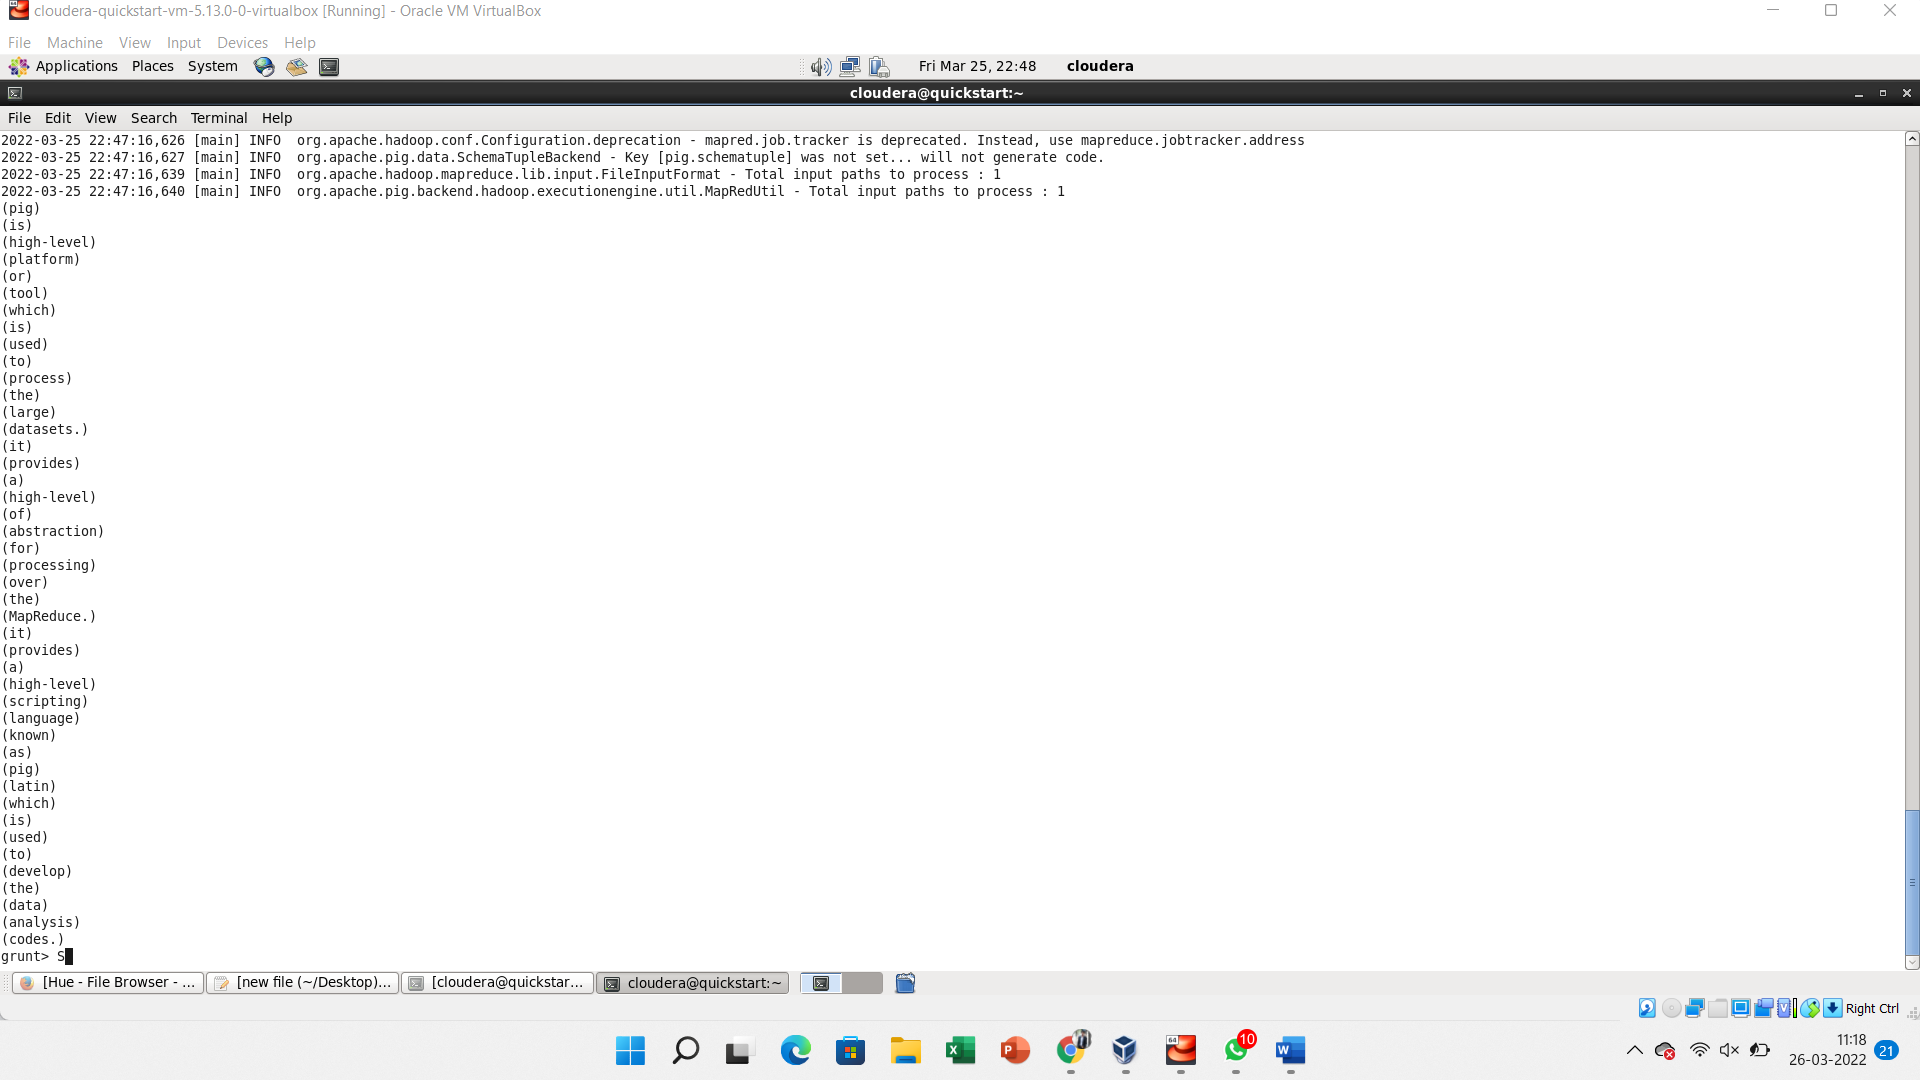 cloudera-quickstart-vm-5.13.0-0-virtualbox [Running] - Oracle VM VirtualBox
File Machine View Input Devices Help
Applications Places System Fri Mar 25, 22:48 cloudera
cloudera@quickstart:~
File Edit View Search Terminal Help
2022-03-25 22:47:16,626 [main] INFO  org.apache.hadoop.conf.Configuration.deprecation - mapred.job.tracker is deprecated. Instead, use mapreduce.jobtracker.address
2022-03-25 22:47:16,627 [main] INFO  org.apache.pig.data.SchemaTupleBackend - Key [pig.schematuple] was not set... will not generate code.
2022-03-25 22:47:16,639 [main] INFO  org.apache.hadoop.mapreduce.lib.input.FileInputFormat - Total input paths to process : 1
2022-03-25 22:47:16,640 [main] INFO  org.apache.pig.backend.hadoop.executionengine.util.MapRedUtil - Total input paths to process : 1
(pig)
(is)
(high-level)
(platform)
(or)
(tool)
(which)
(is)
(used)
(to)
(process)
(the)
(large)
(datasets.)
(it)
(provides)
(a)
(high-level)
(of)
(abstraction)
(for)
(processing)
(over)
(the)
(MapReduce.)
(it)
(provides)
(a)
(high-level)
(scripting)
(language)
(known)
(as)
(pig)
(latin)
(which)
(is)
(used)
(to)
(develop)
(the)
(data)
(analysis)
(codes.)
grunt> S
[Hue - File Browser - ... [new file (~/Desktop)... [cloudera@quickstar... cloudera@quickstart:~
Right Ctrl
64 10
11:18
26-03-2022 21